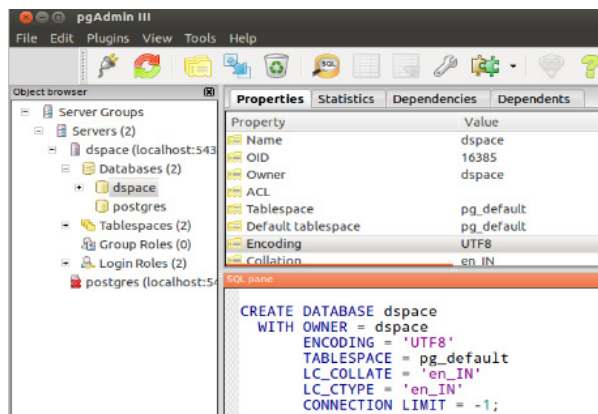 pgAdmin III
File Edit Plugins View Tools Help
SQL
Object browser
Server Groups
Servers (2)
dspace (localhost:543
Databases (2)
dspace
postgres
Tablespaces (2)
Group Roles (0)
Login Roles (2)
postgres (localhost:54
Properties Statistics Dependencies Dependents
Property Value
Name dspace
OID 16385
Owner dspace
ACL
Tablespace pg_default
Default tablespace pg_default
Encoding UTF8
Collation en_IN
SQL pane
CREATE DATABASE dspace
WITH OWNER = dspace
ENCODING = 'UTF8'
TABLESPACE = pg_default
LC_COLLATE = 'en_IN'
LC_CTYPE = 'en_IN'
CONNECTION LIMIT = -1;